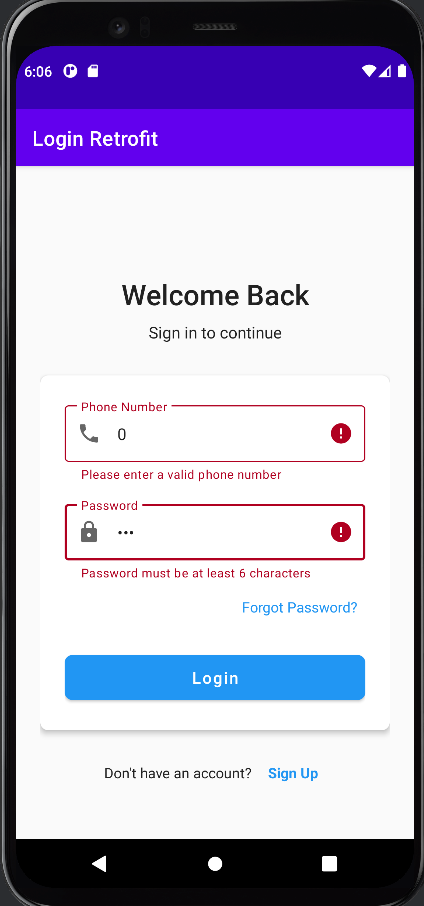 6:06
Login Retrofit
Welcome Back
Sign in to continue
Phone Number
0
Please enter a valid phone number
Password
•••
Password must be at least 6 characters
Forgot Password?
Login
Don't have an account? Sign Up